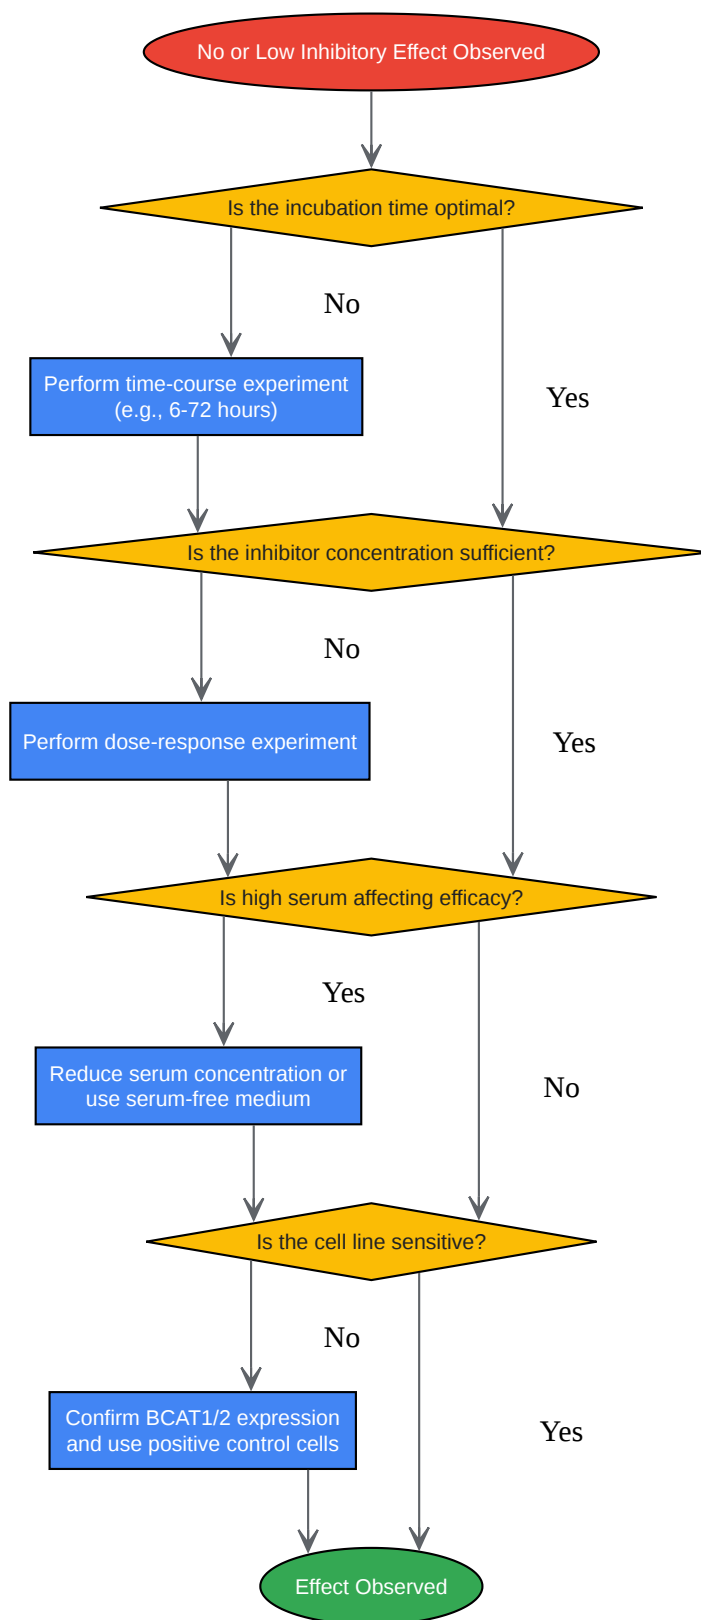 No or Low Inhibitory Effect Observed
Is the incubation time optimal?
No
Perform time-course experiment
(e.g., 6-72 hours)
Yes
Is the inhibitor concentration sufficient?
No
Perform dose-response experiment
Yes
Is high serum affecting efficacy?
Yes
Reduce serum concentration or
use serum-free medium
No
Is the cell line sensitive?
No
Confirm BCAT1/2 expression
and use positive control cells
Yes
Effect Observed